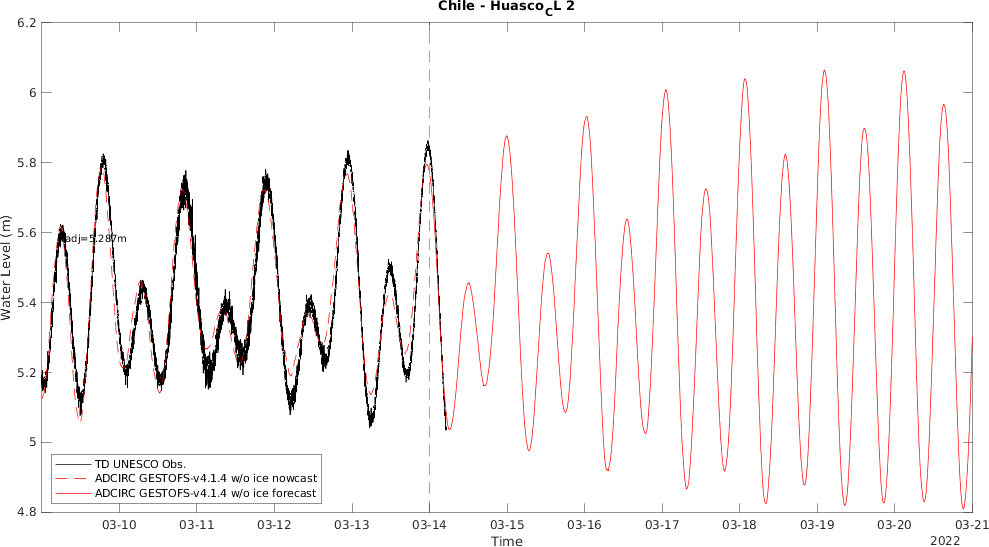 Chile - Huasco_CL 2
6.2
6
5.8
5.6
5.4
5.2
5
4.8
Water Level (m)
adj=5.287m
TD UNESCO Obs.
ADCIRC GESTOFS-v4.1.4 w/o ice nowcast
ADCIRC GESTOFS-v4.1.4 w/o ice forecast
03-10 03-11 03-12 03-13 03-14 03-15 03-16 03-17 03-18 03-19 03-20 03-21
Time
2022